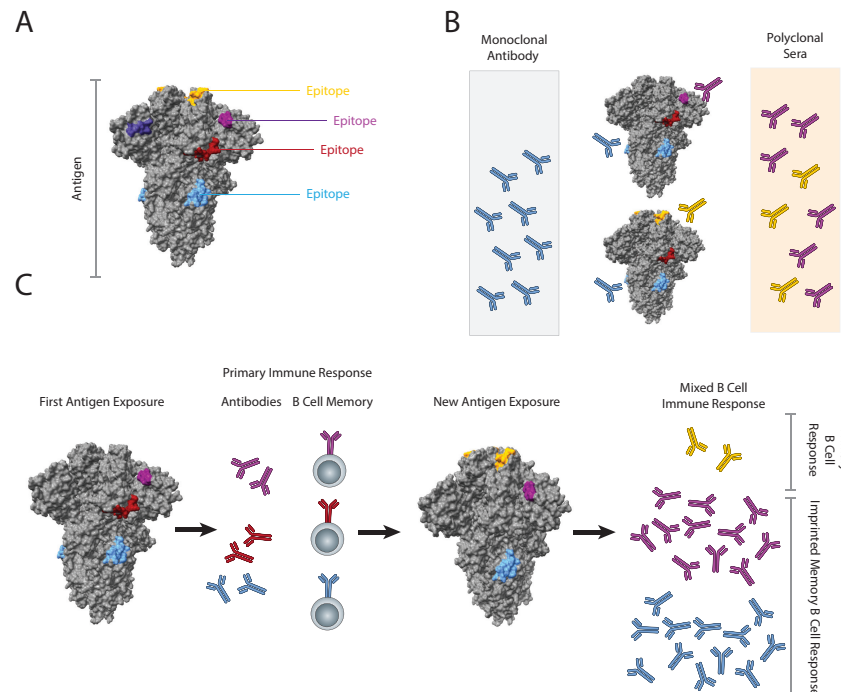 A
B
Epitope
Epitope
Epitope
Epitope
Antigen
Monoclonal
Antibody
Polyclonal
Sera
C
Primary Immune Response
First Antigen Exposure
Antibodies
B Cell Memory
New Antigen Exposure
Mixed B Cell
Immune Response
B Cell
Response
Imprinted Memory B Cell Response